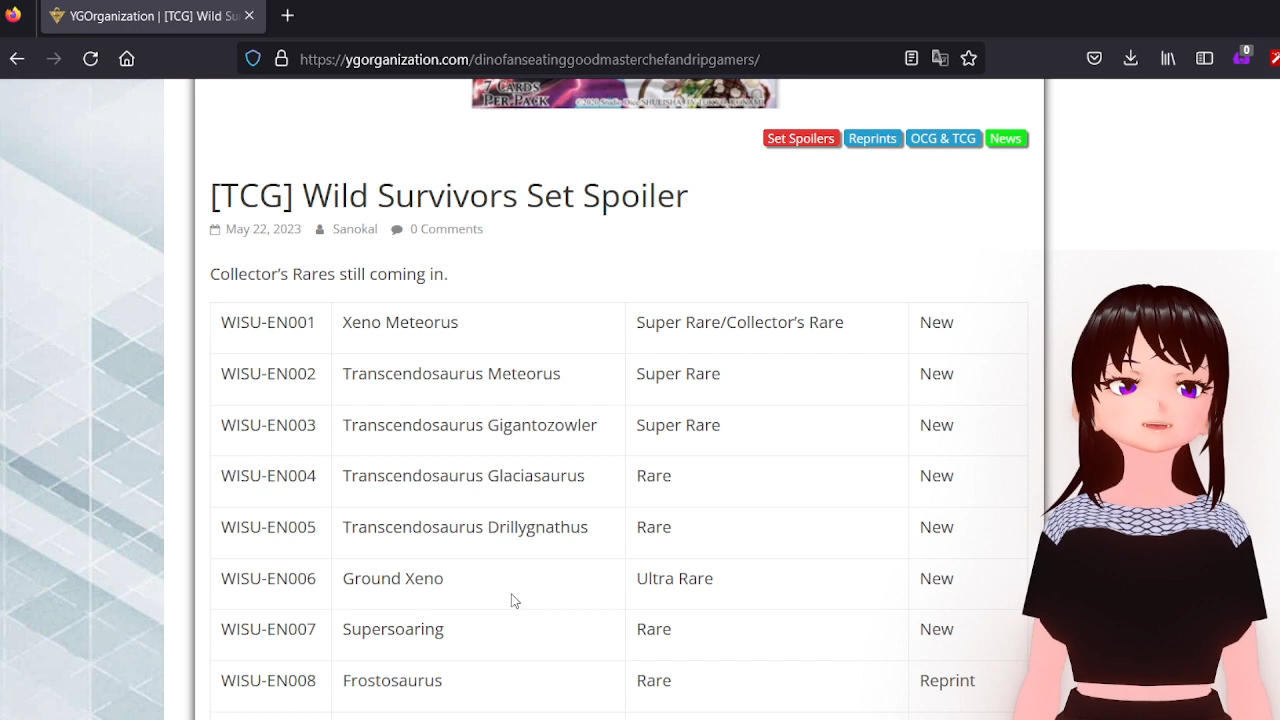 YGOrganization | [TCG] Wild Su
https://ygorganization.com/dinofanseatinggoodmasterchefandripgamers/
0
7 CARDS
PER PACK
Set Spoilers Reprints OCG & TCG News
[TCG] Wild Survivors Set Spoiler
May 22, 2023 Sanokal 0 Comments
Collector's Rares still coming in.
WISU-EN001 Xeno Meteorus Super Rare/Collector's Rare New
WISU-EN002 Transcendosaurus Meteorus Super Rare New
WISU-EN003 Transcendosaurus Gigantozowler Super Rare New
WISU-EN004 Transcendosaurus Glaciasaurus Rare New
WISU-EN005 Transcendosaurus Drillygnathus Rare New
WISU-EN006 Ground Xeno Ultra Rare New
WISU-EN007 Supersoaring Rare New
WISU-EN008 Frostosaurus Rare Reprint